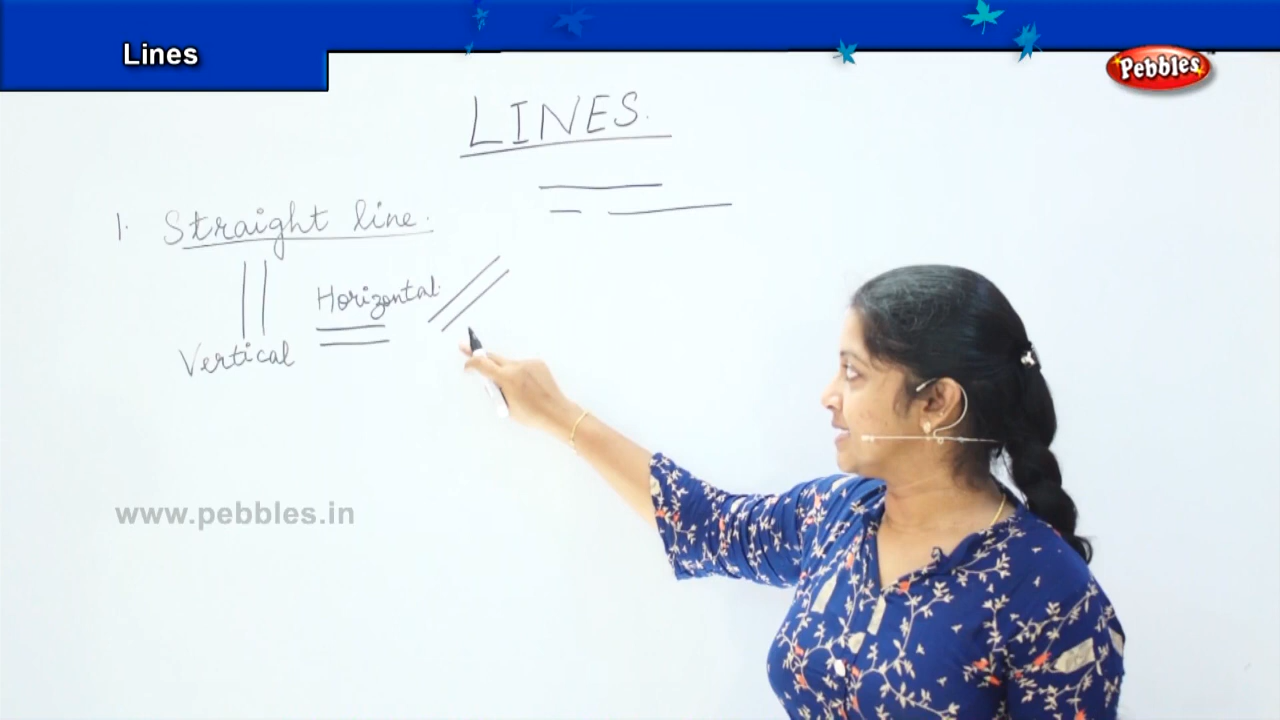 Lines
Pebbles
LINES.
1. Straight line.
Horizontal.
Vertical
www.pebbles.in